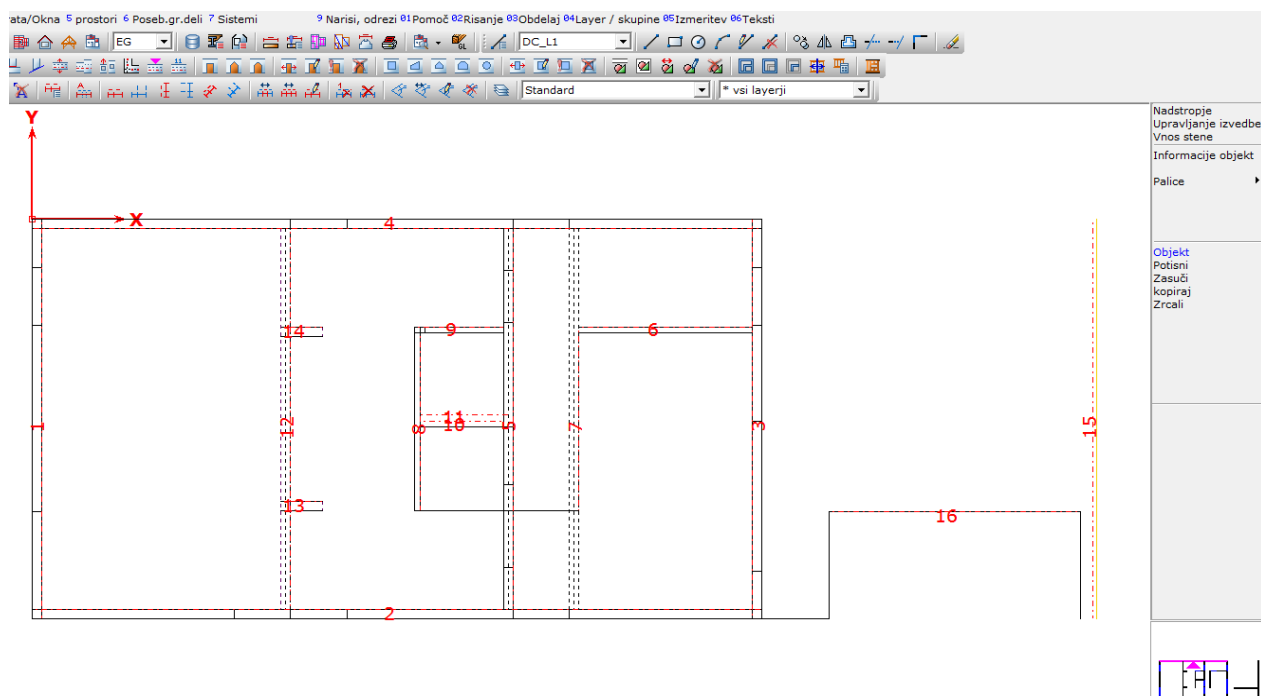 rata/Okna 5 prostori 6 Poseb.gr.deli 7 Sistemi 9 Narisi, odrezi 01Pomoč 02Risanje 03Obdelaj 04Layer / skupine 05Izmeritev 06Teksti
EG DC_L1
Standard * vsi layerji
Nadstropje
Upravljanje izvedbe
Vnos stene
Informacije objekt
Palice
Objekt
Potisni
Zasuči
kopiraj
Zrcali
Y
X
4
14
9
6
11
10
1
12
8
5
7
3
15
13
16
2